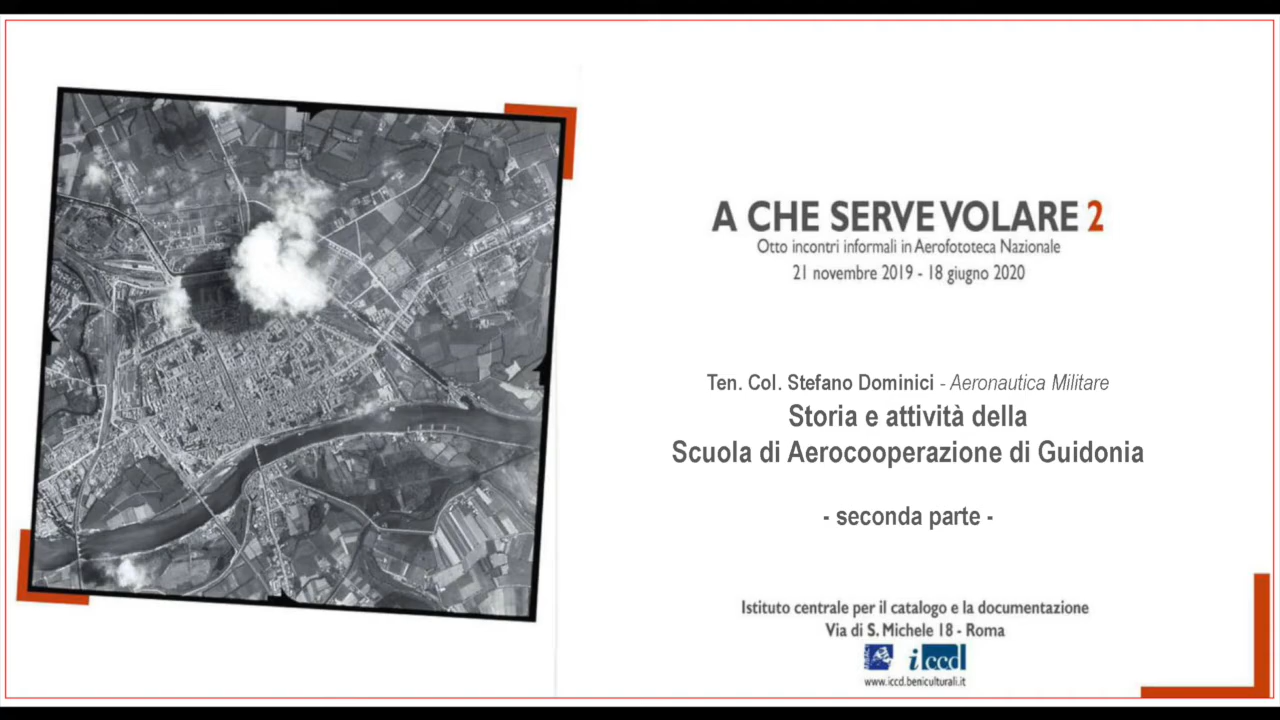 A CHE SERVE VOLARE 2
Otto incontri informali in Aerofototeca Nazionale
21 novembre 2019 - 18 giugno 2020
Ten. Col. Stefano Dominici - Aeronautica Militare
Storia e attività della
Scuola di Aerocooperazione di Guidonia
- seconda parte -
Istituto centrale per il catalogo e la documentazione
Via di S. Michele 18 - Roma
iccd
www.iccd.beniculturali.it